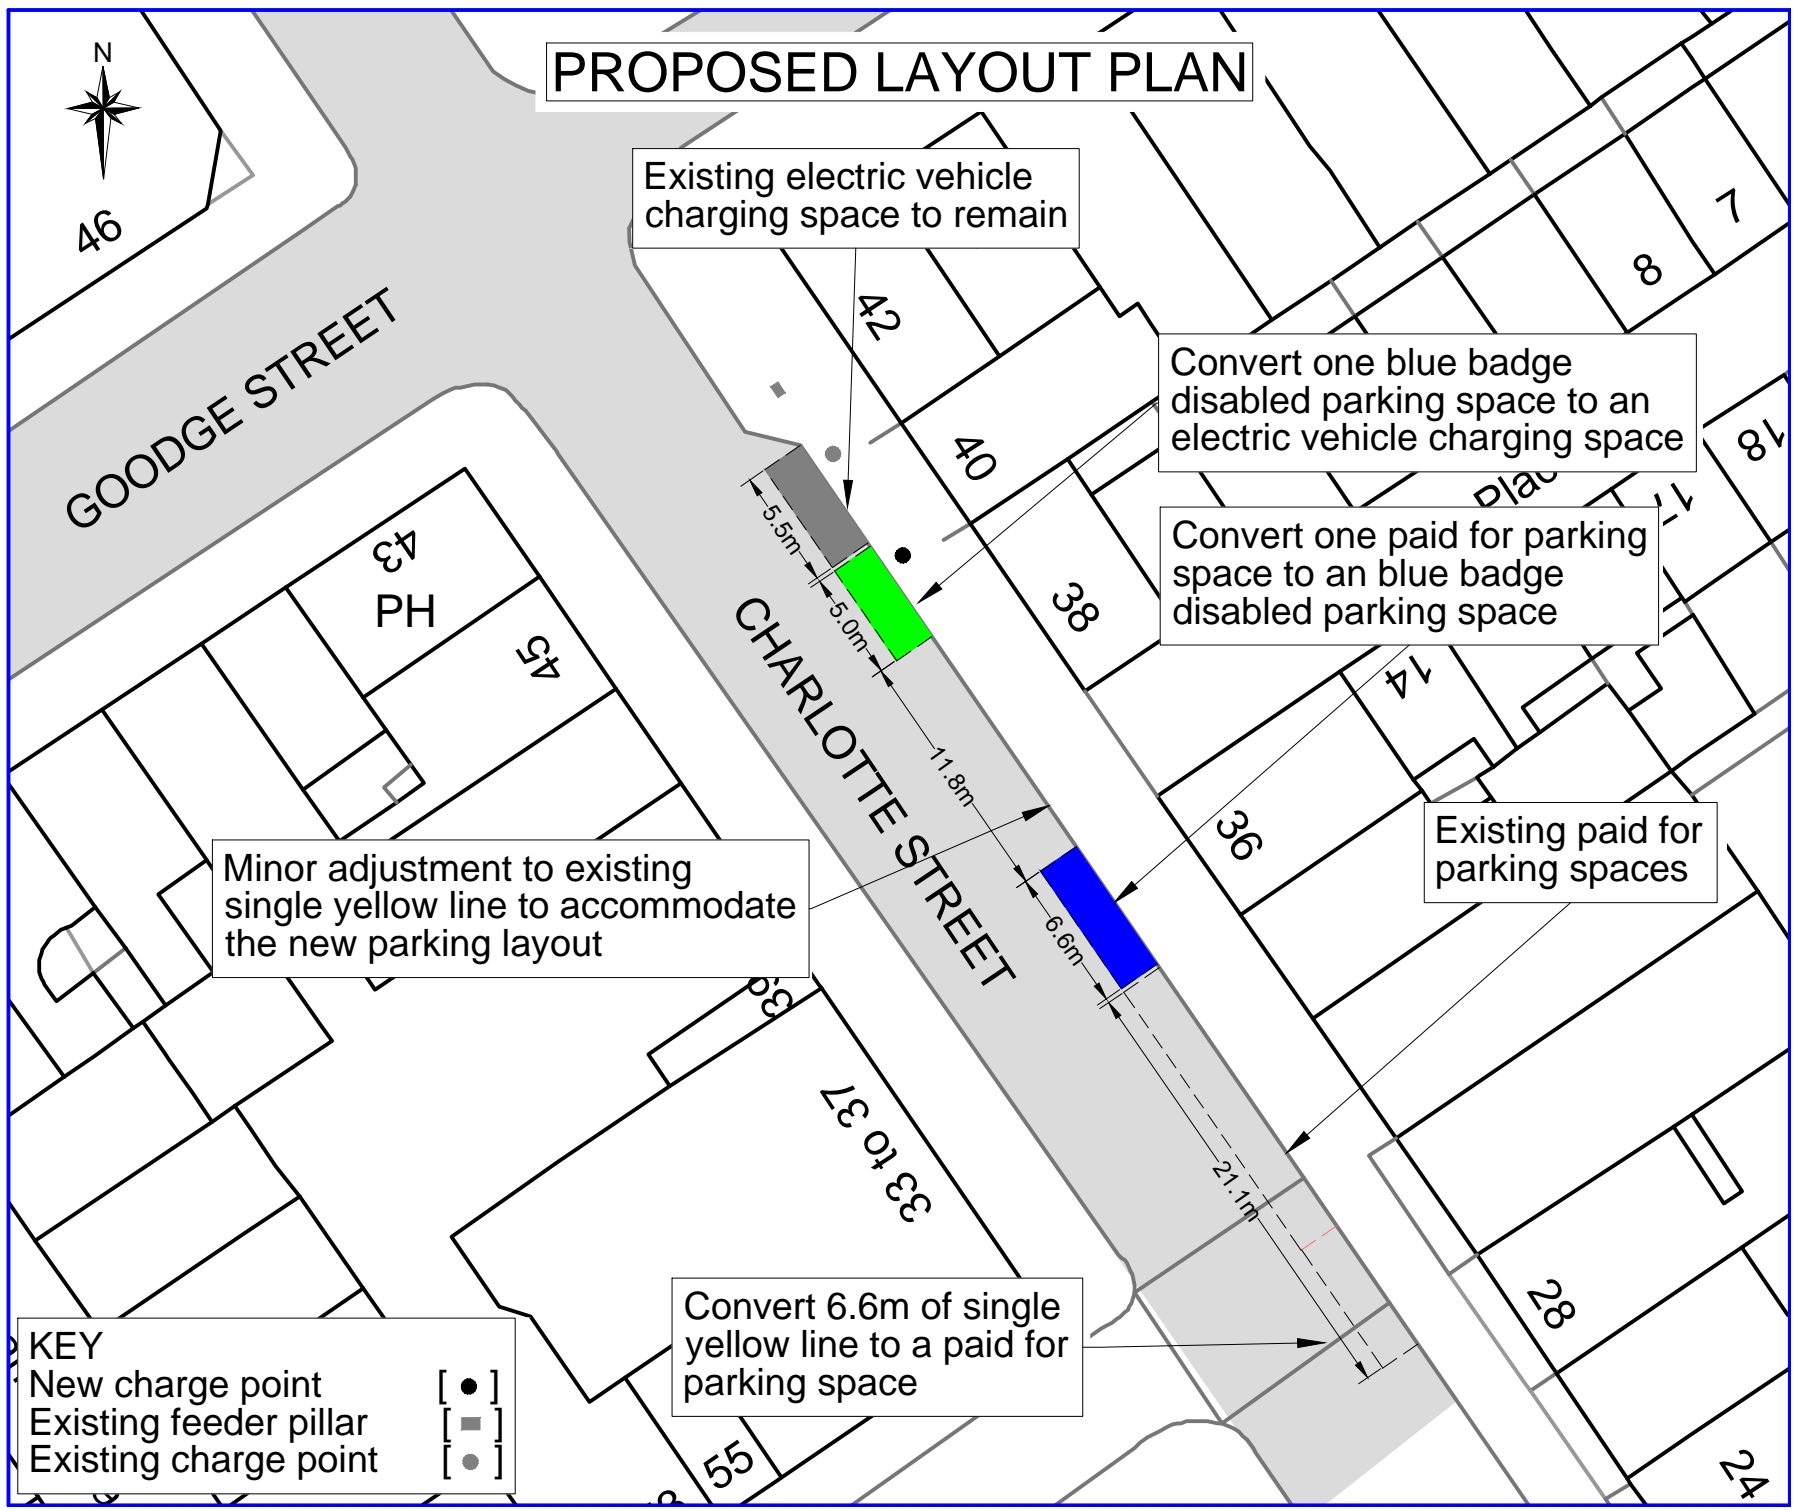 PROPOSED LAYOUT PLAN
N
46
Existing electric vehicle
charging space to remain
7
8
42
GOODGE STREET
Convert one blue badge
disabled parking space to an
electric vehicle charging space
18
40
Convert one paid for parking
space to an blue badge
disabled parking space
5.5m
43
PH
45
38
5.0m
14
CHARLOTTE STREET
11.8m
36
Existing paid for
parking spaces
Minor adjustment to existing
single yellow line to accommodate
the new parking layout
6.6m
39
33 to 37
21.1m
28
Convert 6.6m of single
yellow line to a paid for
parking space
KEY
New charge point [ ● ]
Existing feeder pillar [ ■ ]
Existing charge point [ ● ]
55
24